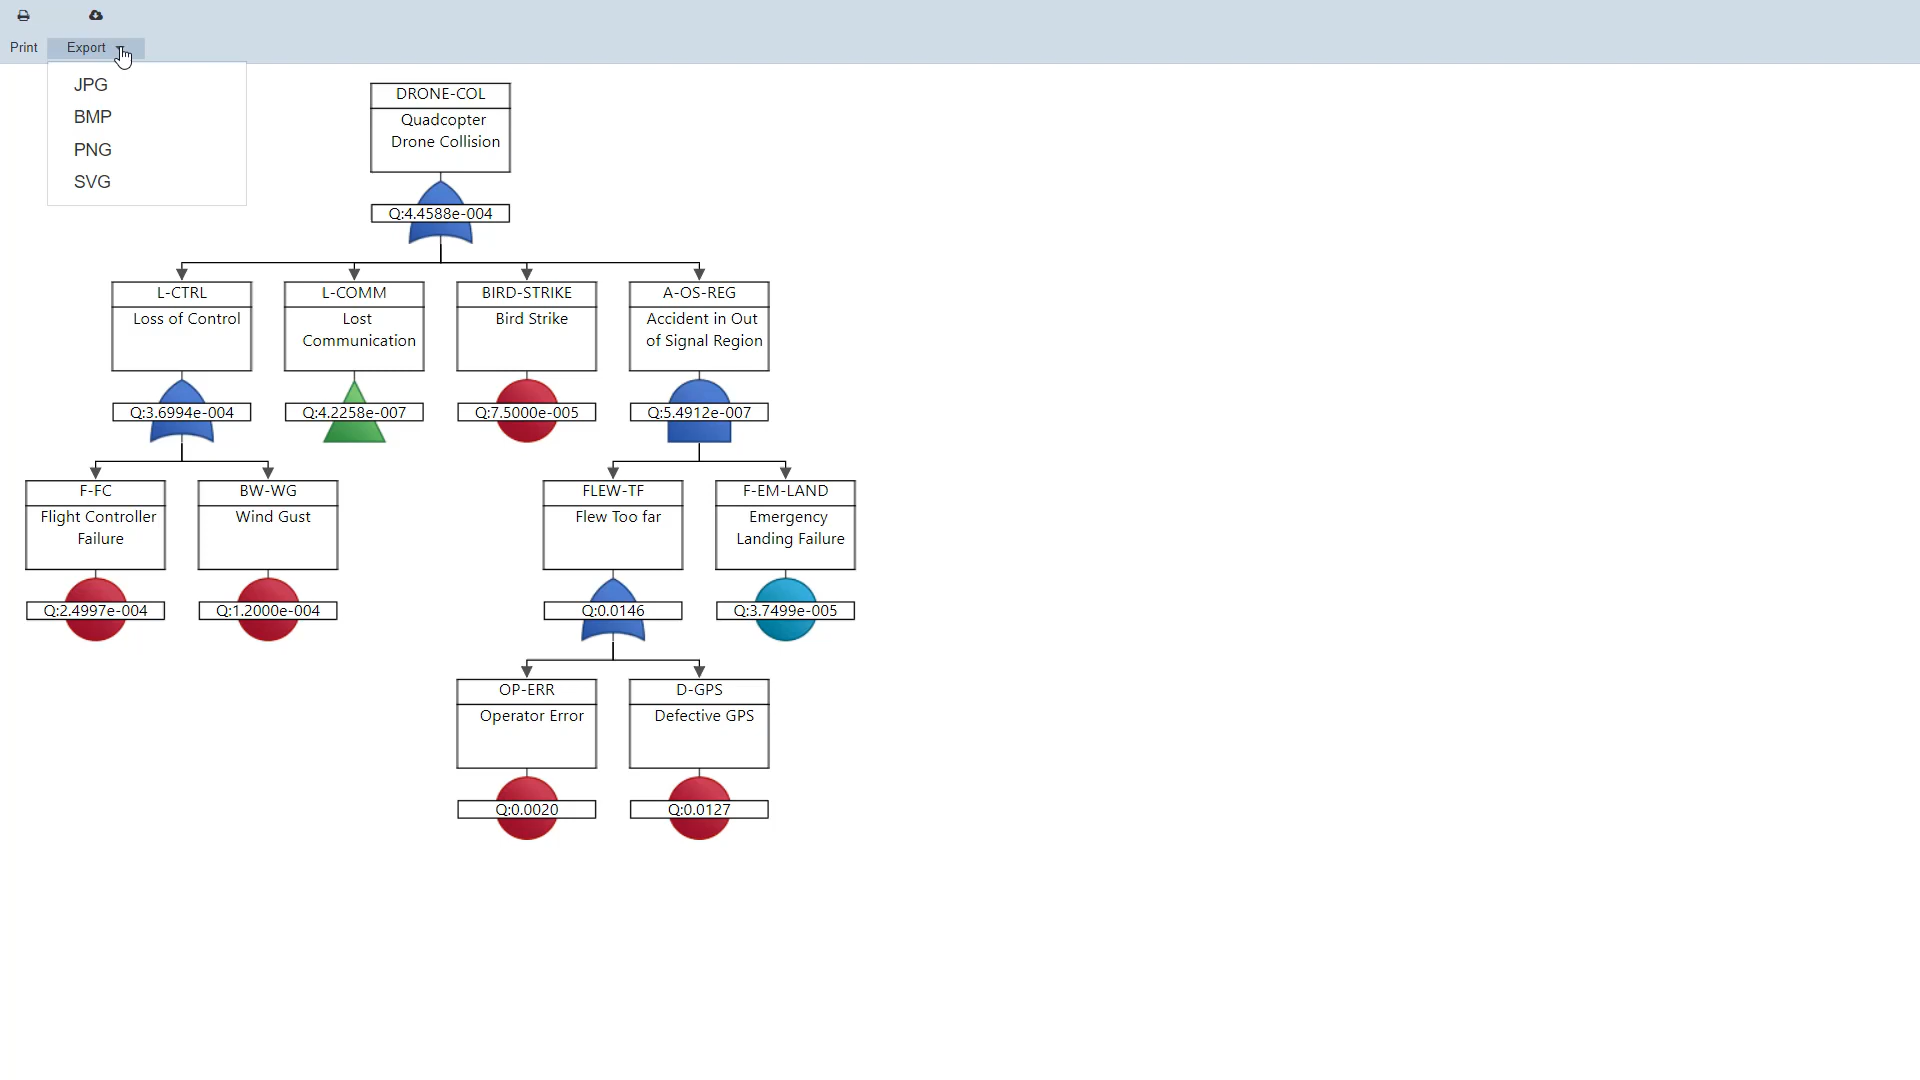 Print
Export
JPG
BMP
PNG
SVG
DRONE-COL
Quadcopter
Drone Collision
Q:4.4588e-004
L-CTRL
Loss of Control
Q:3.6994e-004
L-COMM
Lost
Communication
Q:4.2258e-007
BIRD-STRIKE
Bird Strike
Q:7.5000e-005
A-OS-REG
Accident in Out
of Signal Region
Q:5.4912e-007
F-FC
Flight Controller
Failure
Q:2.4997e-004
BW-WG
Wind Gust
Q:1.2000e-004
FLEW-TF
Flew Too far
Q:0.0146
F-EM-LAND
Emergency
Landing Failure
Q:3.7499e-005
OP-ERR
Operator Error
Q:0.0020
D-GPS
Defective GPS
Q:0.0127